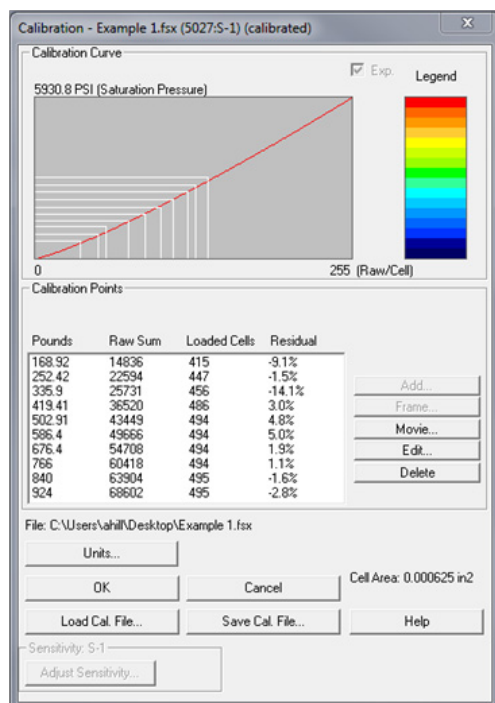 Calibration - Example 1.fsx (5027:S-1) (calibrated)
Calibration Curve
Exp.
Legend
5930.8 PSI (Saturation Pressure)
0
255 (Raw/Cell)
Calibration Points
Pounds Raw Sum Loaded Cells Residual
168.92 14836 415 -9.1%
252.42 22594 447 -1.5%
335.9 25731 456 -14.1%
419.41 36520 486 3.0%
502.91 43449 494 4.8%
586.4 49666 494 5.0%
676.4 54708 494 1.9%
766 60418 494 1.1%
840 63904 495 -1.6%
924 68602 495 -2.8%
Add...
Frame...
Movie...
Edit...
Delete
File: C:\Users\ahill\Desktop\Example 1.fsx
Units...
OK
Cancel
Cell Area: 0.000625 in2
Load Cal. File...
Save Cal. File...
Help
Sensitivity: S-1
Adjust Sensitivity...